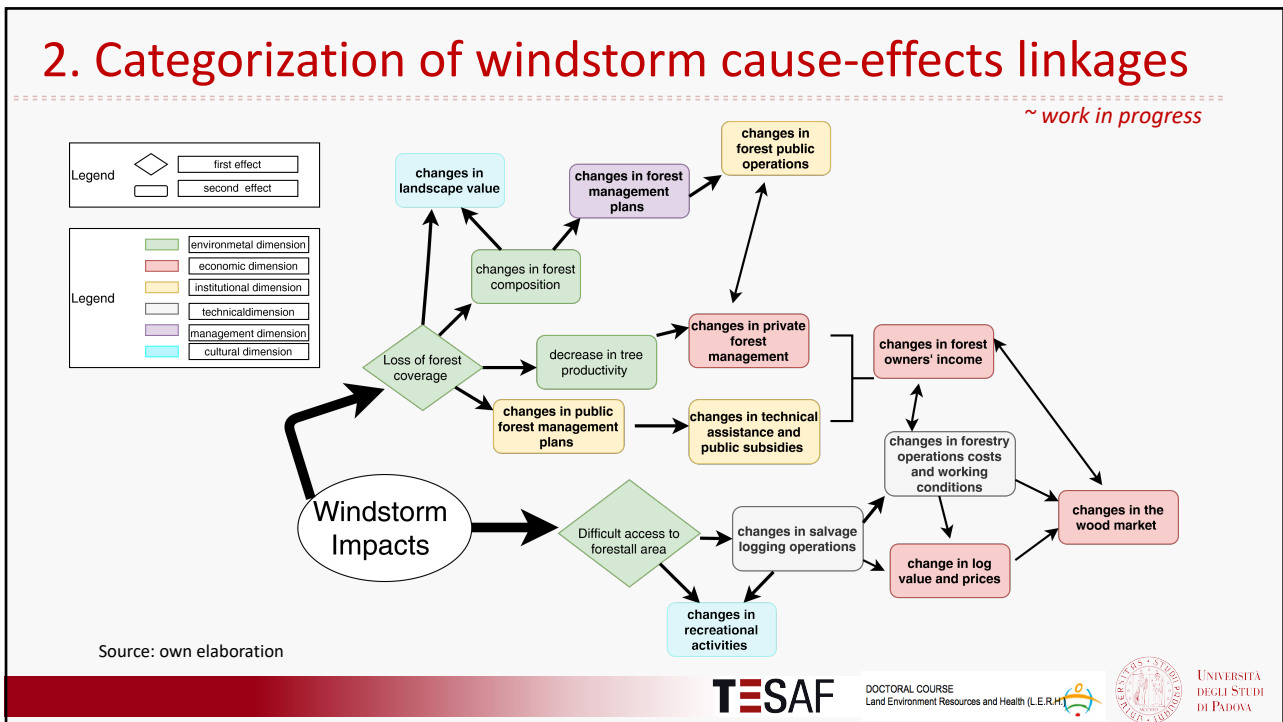 2. Categorization of windstorm cause-effects linkages
~ work in progress
Legend
first effect
second effect
Legend
environmetal dimension
economic dimension
institutional dimension
technicaldimension
management dimension
cultural dimension
changes in
landscape value
changes in forest
management
plans
changes in
forest public
operations
changes in forest
composition
Loss of forest
coverage
decrease in tree
productivity
changes in private
forest
management
changes in forest
owners' income
changes in public
forest management
plans
changes in technical
assistance and
public subsidies
changes in forestry
operations costs
and working
conditions
Windstorm
Impacts
Difficult access to
forestall area
changes in salvage
logging operations
changes in the
wood market
change in log
value and prices
changes in
recreational
activities
Source: own elaboration
TESAF
DOCTORAL COURSE
Land Environment Resources and Health (L.E.R.H.)
UNIVERSITÀ
DEGLI STUDI
DI PADOVA